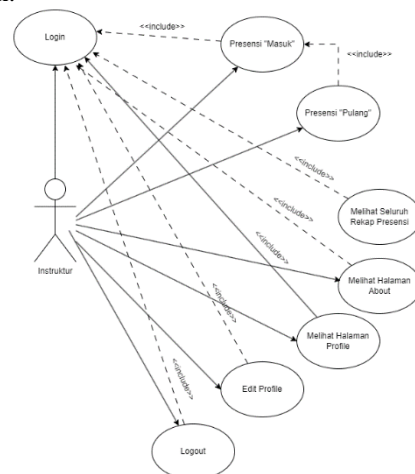 Login
<<include>>
Presensi "Masuk"
<<include>>
Presensi "Pulang"
<<include>>
Melihat Seluruh
Rekap Presensi
<<include>>
Instruktur
Melihat Halaman
About
<<include>>
<<include>>
Melihat Halaman
Profile
<<include>>
Edit Profile
Logout